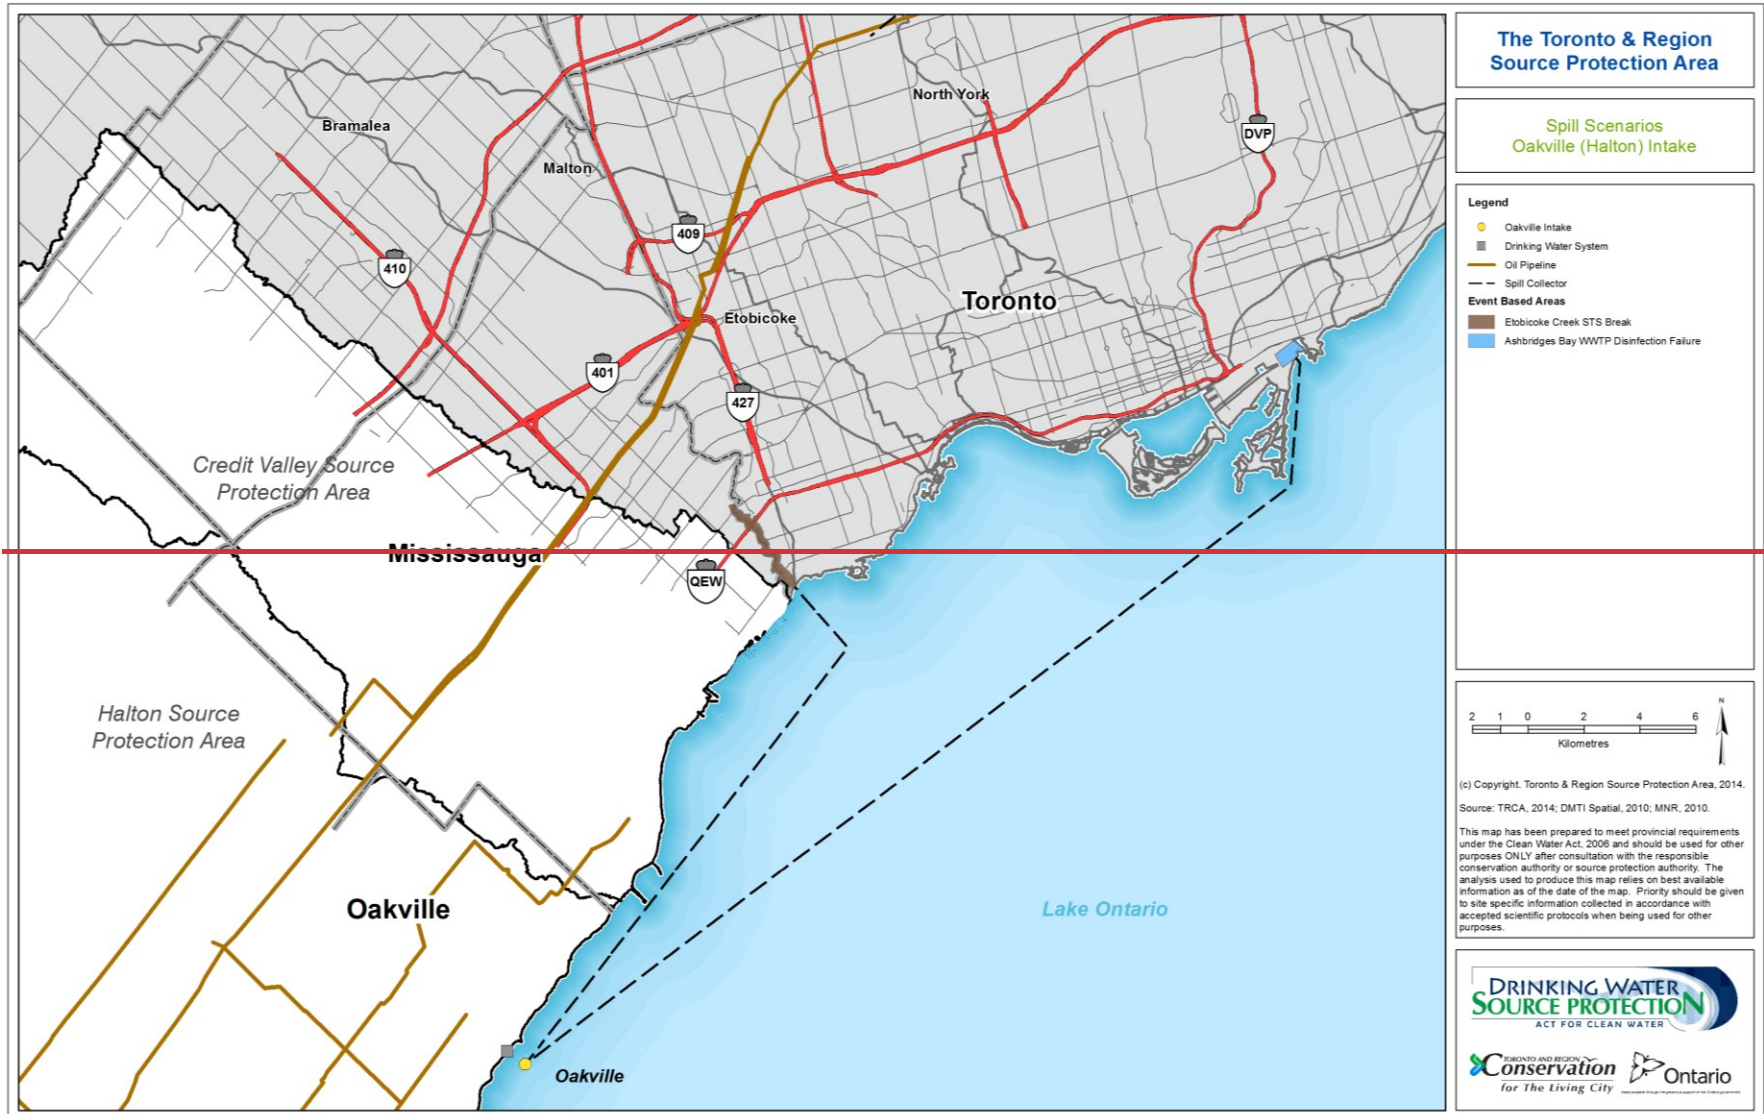 The Toronto & Region
Source Protection Area
Spill Scenarios
Oakville (Halton) Intake
Legend
Oakville Intake
Drinking Water System
Oil Pipeline
Spill Collector
Event Based Areas
Etobicoke Creek STS Break
Ashbridges Bay WWTP Disinfection Failure
North York
Bramalea
DVP
Malton
409
410
Toronto
Etobicoke
401
427
Credit Valley Source
Protection Area
Mississauga
QEW
Halton Source
Protection Area
Oakville
Lake Ontario
Oakville
N
2 1 0 2 4 6
Kilometres
(c) Copyright. Toronto & Region Source Protection Area, 2014.
Source: TRCA, 2014; DMTI Spatial, 2010; MNR, 2010.
This map has been prepared to meet provincial requirements
under the Clean Water Act, 2006 and should be used for other
purposes ONLY after consultation with the responsible
conservation authority or source protection authority. The
analysis used to produce this map relies on best available
information as of the date of the map. Priority should be given
to site specific information collected in accordance with
accepted scientific protocols when being used for other
purposes.
DRINKING WATER
SOURCE PROTECTION
ACT FOR CLEAN WATER
TORONTO AND REGION
Conservation
for The Living City
Ontario